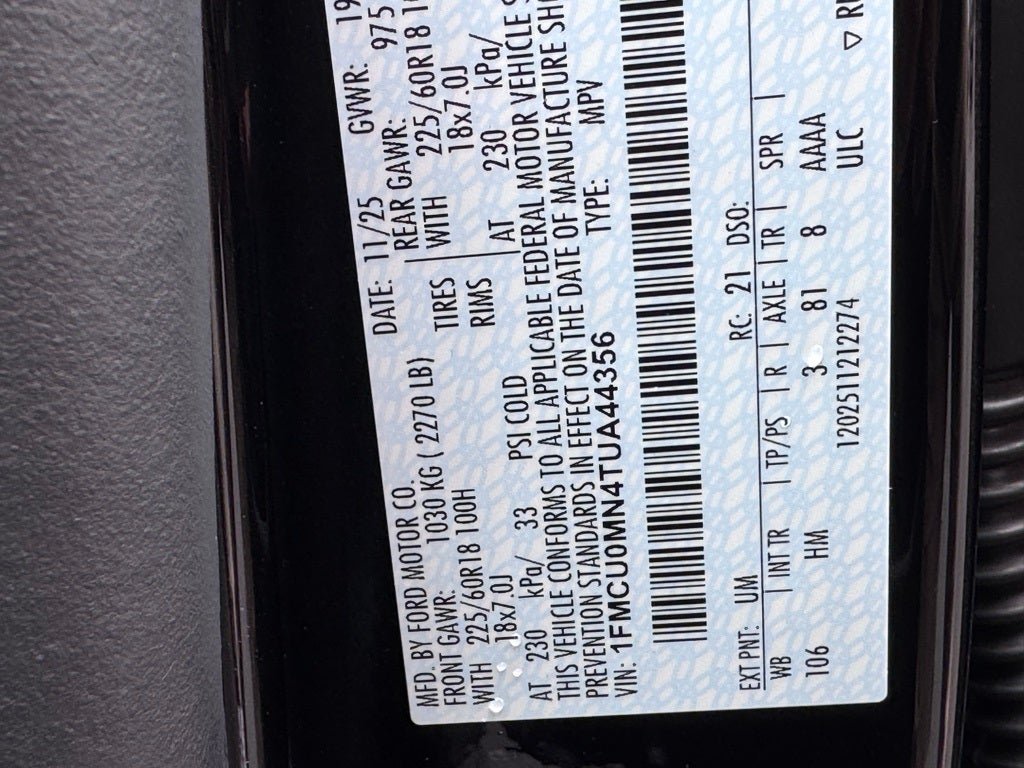 MFD. BY FORD MOTOR CO. DATE: 11/25 GVWR: 19
FRONT GAWR: 1030 KG ( 2270 LB) REAR GAWR: 975
WITH 225/60R18 100H TIRES WITH 225/60R18
18x7.0J RIMS 18x7.0J
AT 230 kPa/ 33 PSI COLD AT 230 kPa/
THIS VEHICLE CONFORMS TO ALL APPLICABLE FEDERAL MOTOR VEHICLE S
PREVENTION STANDARDS IN EFFECT ON THE DATE OF MANUFACTURE SH
VIN: 1FMCU0MN4TUA44356 TYPE: MPV
EXT PNT: UM RC: 21 DSO:
WB | INT TR | TP/PS | R | AXLE | TR | SPR |
106 HM 3 81 8 AAAA
1202511212274 ULC
▽ R